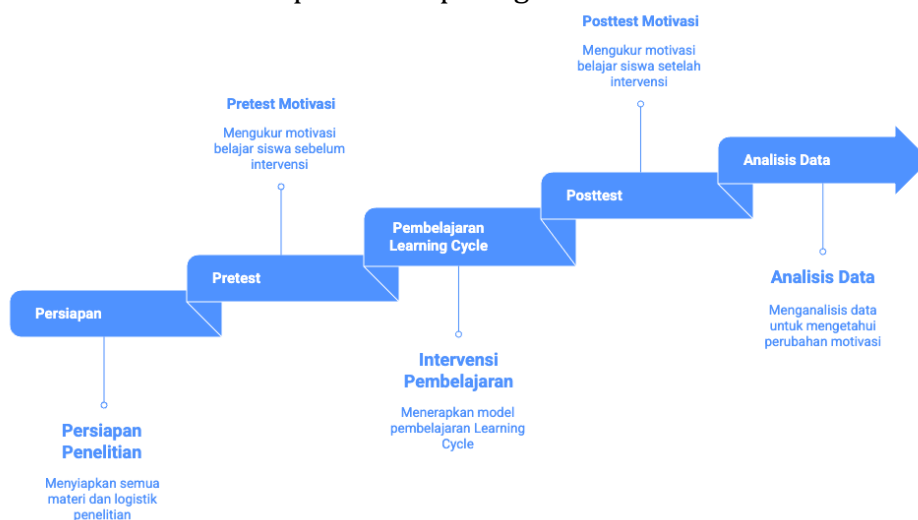 Posttest Motivasi
Mengukur motivasi
belajar siswa setelah
intervensi
Pretest Motivasi
Mengukur motivasi
belajar siswa sebelum
intervensi
Analisis Data
Posttest
Pembelajaran
Learning Cycle
Pretest
Persiapan
Analisis Data
Menganalisis data
untuk mengetahui
perubahan motivasi
Intervensi
Pembelajaran
Menerapkan model
pembelajaran Learning
Cycle
Persiapan
Penelitian
Menyiapkan semua
materi dan logistik
penelitian